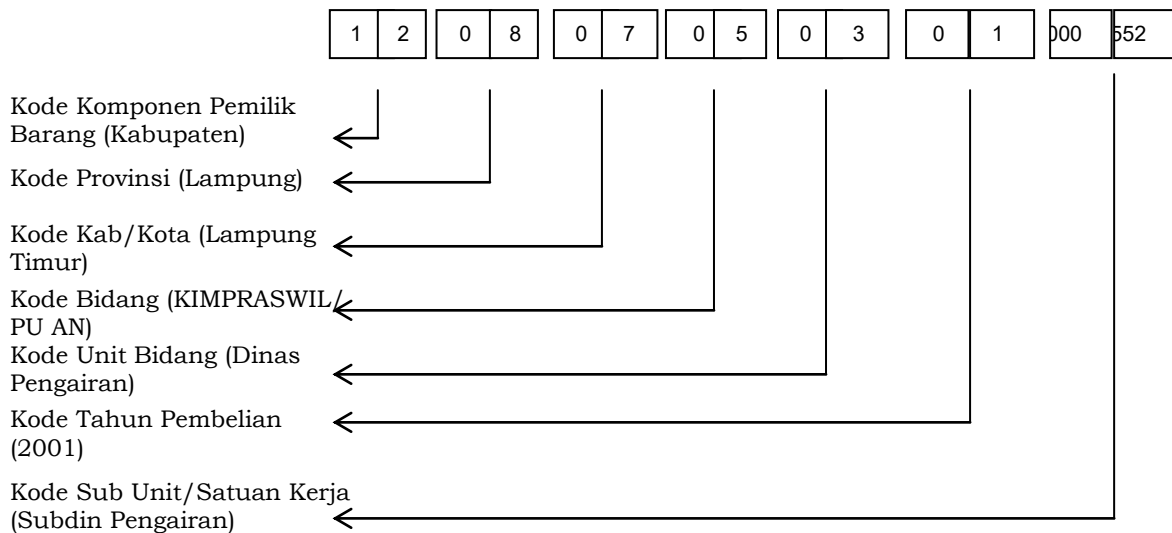 1 2 0 8 0 7 0 5 0 3 0 1 000 552
Kode Komponen Pemilik
Barang (Kabupaten)
Kode Provinsi (Lampung)
Kode Kab/Kota (Lampung
Timur)
Kode Bidang (KIMPRASWIL/
PU AN)
Kode Unit Bidang (Dinas
Pengairan)
Kode Tahun Pembelian
(2001)
Kode Sub Unit/Satuan Kerja
(Subdin Pengairan)